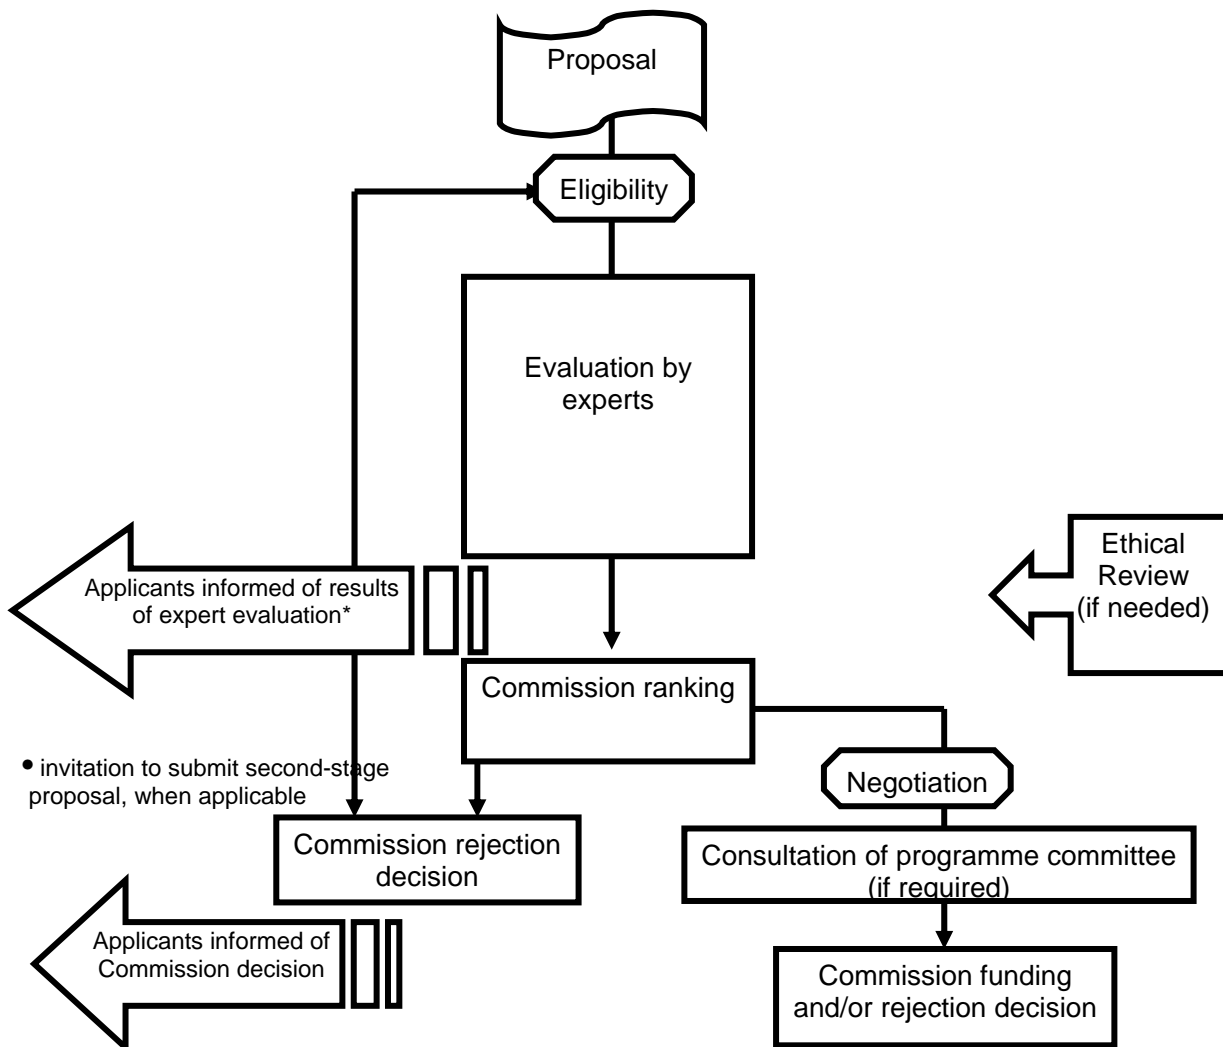 Proposal
Eligibility
Evaluation by
experts
Ethical
Review
(if needed)
Applicants informed of results
of expert evaluation*
Commission ranking
• invitation to submit second-stage
proposal, when applicable
Negotiation
Commission rejection
decision
Consultation of programme committee
(if required)
Applicants informed of
Commission decision
Commission funding
and/or rejection decision